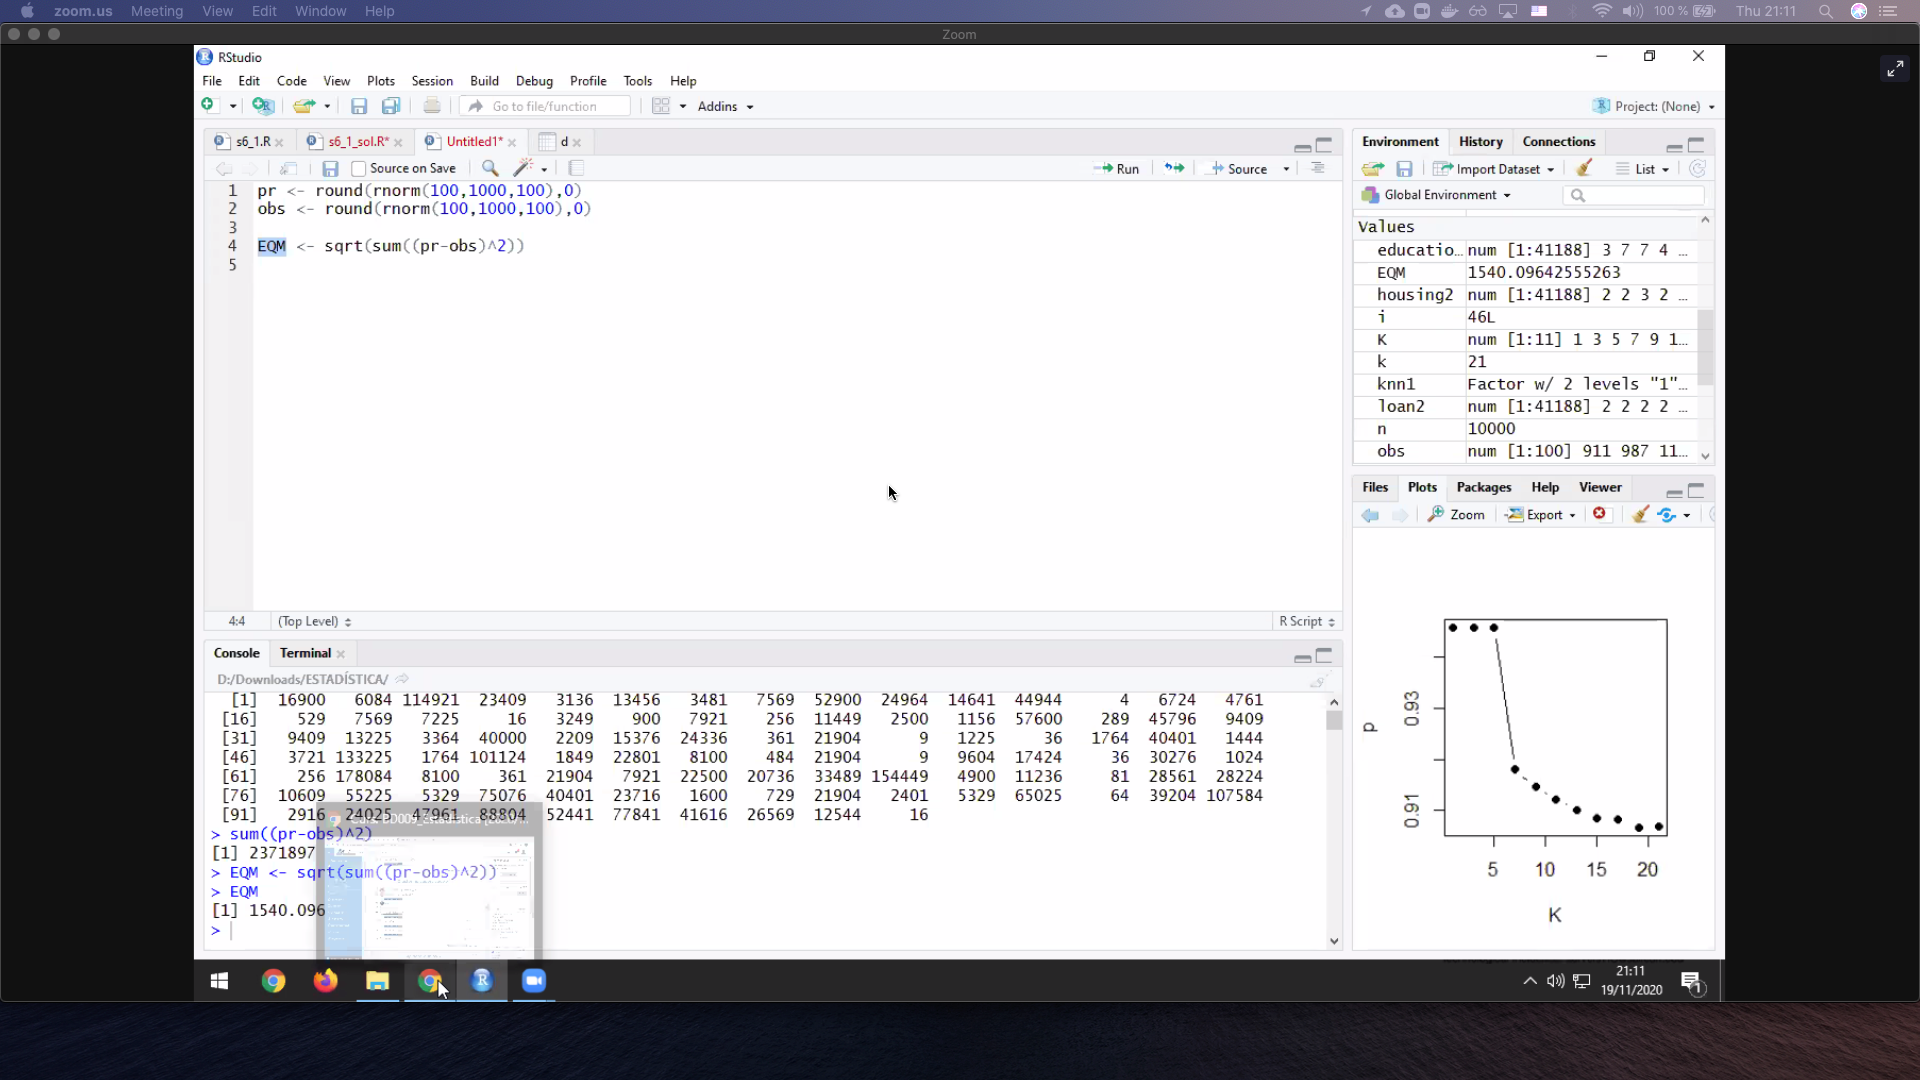 zoom.us Meeting View Edit Window Help 100 % Thu 21:11
Zoom
RStudio
File Edit Code View Plots Session Build Debug Profile Tools Help
Go to file/function Addins Project: (None)
s6_1.R s6_1_sol.R* Untitled1* d
Source on Save Run Source
1 pr <- round(rnorm(100,1000,100),0)
2 obs <- round(rnorm(100,1000,100),0)
3
4 EQM <- sqrt(sum((pr-obs)^2))
5
4:4 (Top Level) R Script
Environment History Connections
Import Dataset List
Global Environment
Values
educatio… num [1:41188] 3 7 7 4 …
EQM 1540.09642555263
housing2 num [1:41188] 2 2 3 2 …
i 46L
K num [1:11] 1 3 5 7 9 1…
k 21
knn1 Factor w/ 2 levels "1"…
loan2 num [1:41188] 2 2 2 2 …
n 10000
obs num [1:100] 911 987 11…
Files Plots Packages Help Viewer
Zoom Export
p
0.93
0.91
5 10 15 20
K
Console Terminal
D:/Downloads/ESTADÍSTICA/
[1] 16900 6084 114921 23409 3136 13456 3481 7569 52900 24964 14641 44944 4 6724 4761
[16] 529 7569 7225 16 3249 900 7921 256 11449 2500 1156 57600 289 45796 9409
[31] 9409 13225 3364 40000 2209 15376 24336 361 21904 9 1225 36 1764 40401 1444
[46] 3721 133225 1764 101124 1849 22801 8100 484 21904 9 9604 17424 36 30276 1024
[61] 256 178084 8100 361 21904 7921 22500 20736 33489 154449 4900 11236 81 28561 28224
[76] 10609 55225 5329 75076 40401 23716 1600 729 21904 2401 5329 65025 64 39204 107584
[91] 2916 24025 47961 88804 52441 77841 41616 26569 12544 16
> sum((pr-obs)^2)
[1] 2371897
> EQM <- sqrt(sum((pr-obs)^2))
> EQM
[1] 1540.096
>
21:11
19/11/2020
1